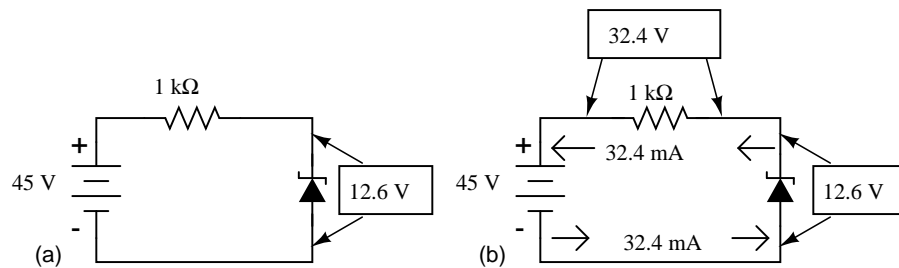 1 kΩ
+
45 V
-
12.6 V
(a)
32.4 V
1 kΩ
+
32.4 mA
45 V
-
12.6 V
32.4 mA
(b)